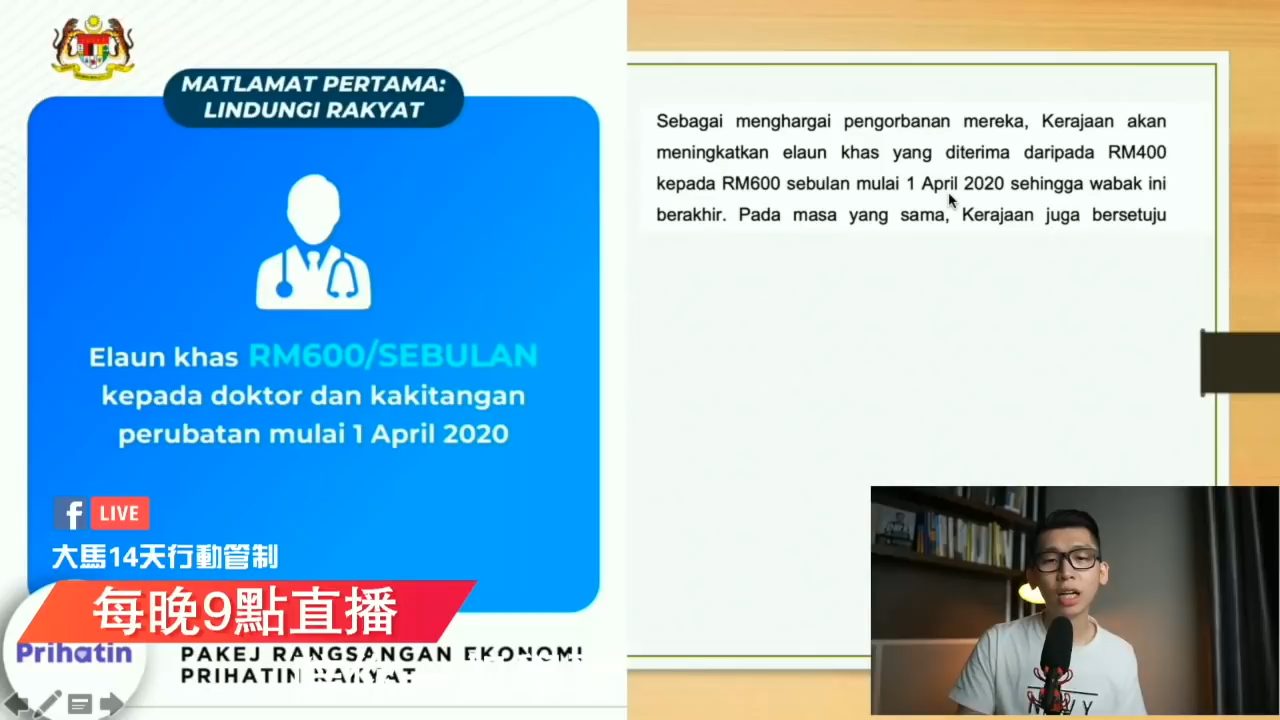 MATLAMAT PERTAMA:
LINDUNGI RAKYAT
Elaun khas RM600/SEBULAN
kepada doktor dan kakitangan
perubatan mulai 1 April 2020
f LIVE
大馬14天行動管制
每晚9點直播
Prihatin
PAKEJ RANGSANGAN EKONOMI
PRIHATIN RAKYAT
Sebagai menghargai pengorbanan mereka, Kerajaan akan
meningkatkan elaun khas yang diterima daripada RM400
kepada RM600 sebulan mulai 1 April 2020 sehingga wabak ini
berakhir. Pada masa yang sama, Kerajaan juga bersetuju